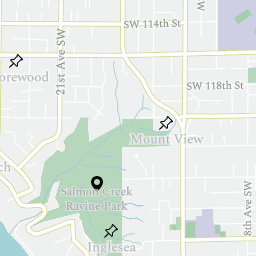 SW 114th St
21st Ave SW
orewood
SW 118th St
Mount View
ch
Salmon Creek
Ravine Park
8th Ave SW
Inglesea